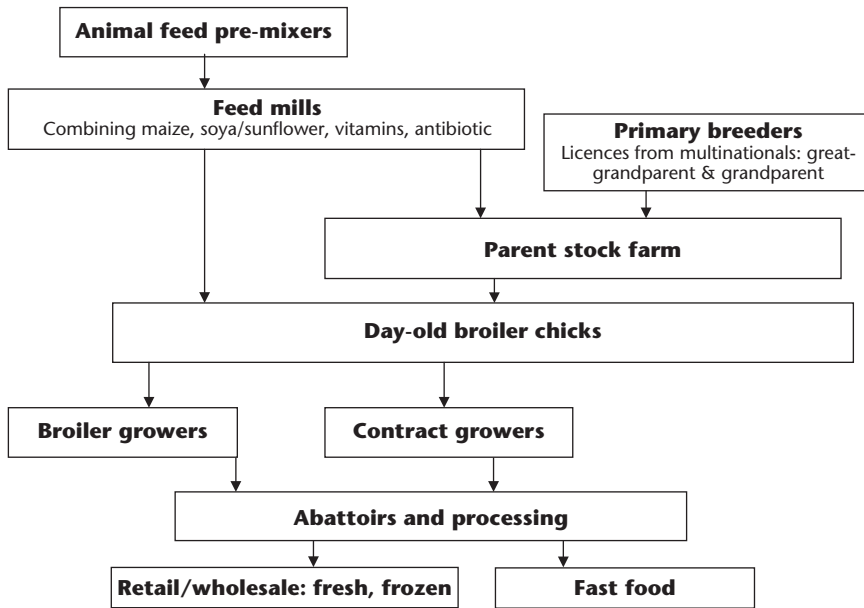 Animal feed pre-mixers
Feed mills
Combining maize, soya/sunflower, vitamins, antibiotic
Primary breeders
Licences from multinationals: great-
grandparent & grandparent
Parent stock farm
Day-old broiler chicks
Broiler growers
Contract growers
Abattoirs and processing
Retail/wholesale: fresh, frozen
Fast food